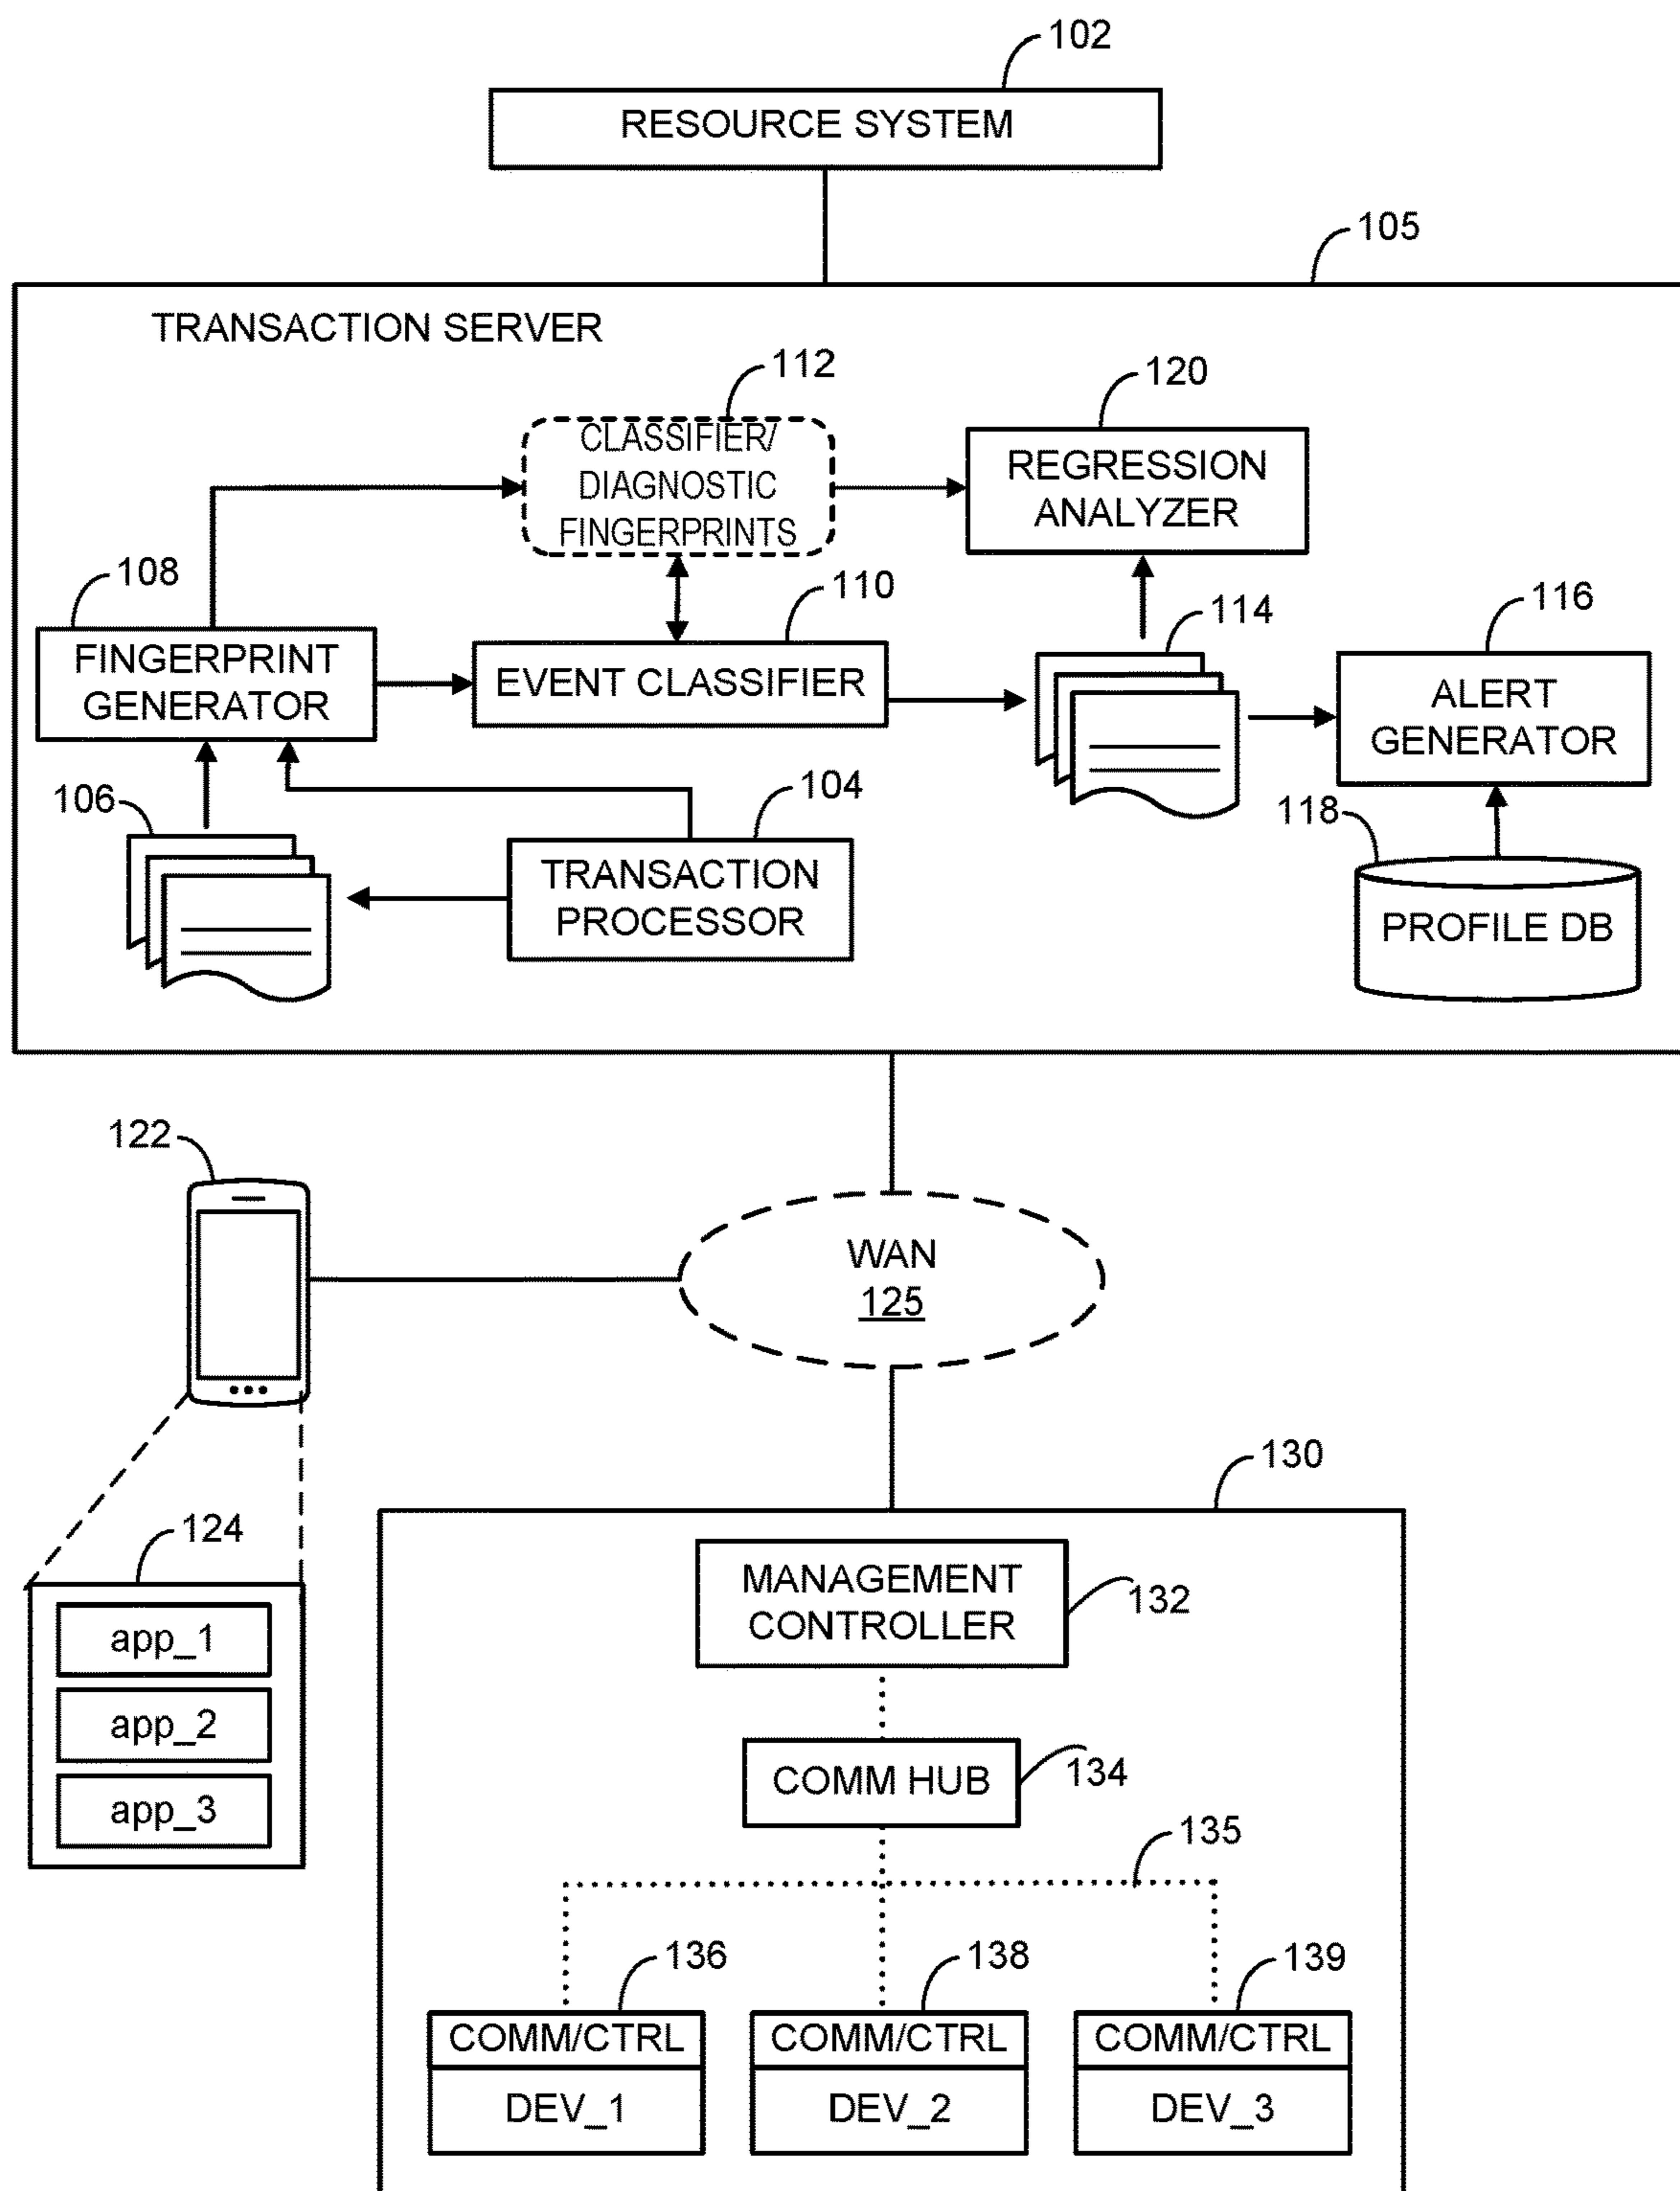 102
RESOURCE SYSTEM
105
TRANSACTION SERVER
112
120
CLASSIFIER/
DIAGNOSTIC
FINGERPRINTS
REGRESSION
ANALYZER
108
110
114
116
FINGERPRINT
GENERATOR
EVENT CLASSIFIER
ALERT
GENERATOR
106
104
118
TRANSACTION
PROCESSOR
PROFILE DB
122
WAN
125
130
124
MANAGEMENT
CONTROLLER
132
app_1
app_2
app_3
COMM HUB
134
135
136
138
139
COMM/CTRL
COMM/CTRL
COMM/CTRL
DEV_1
DEV_2
DEV_3